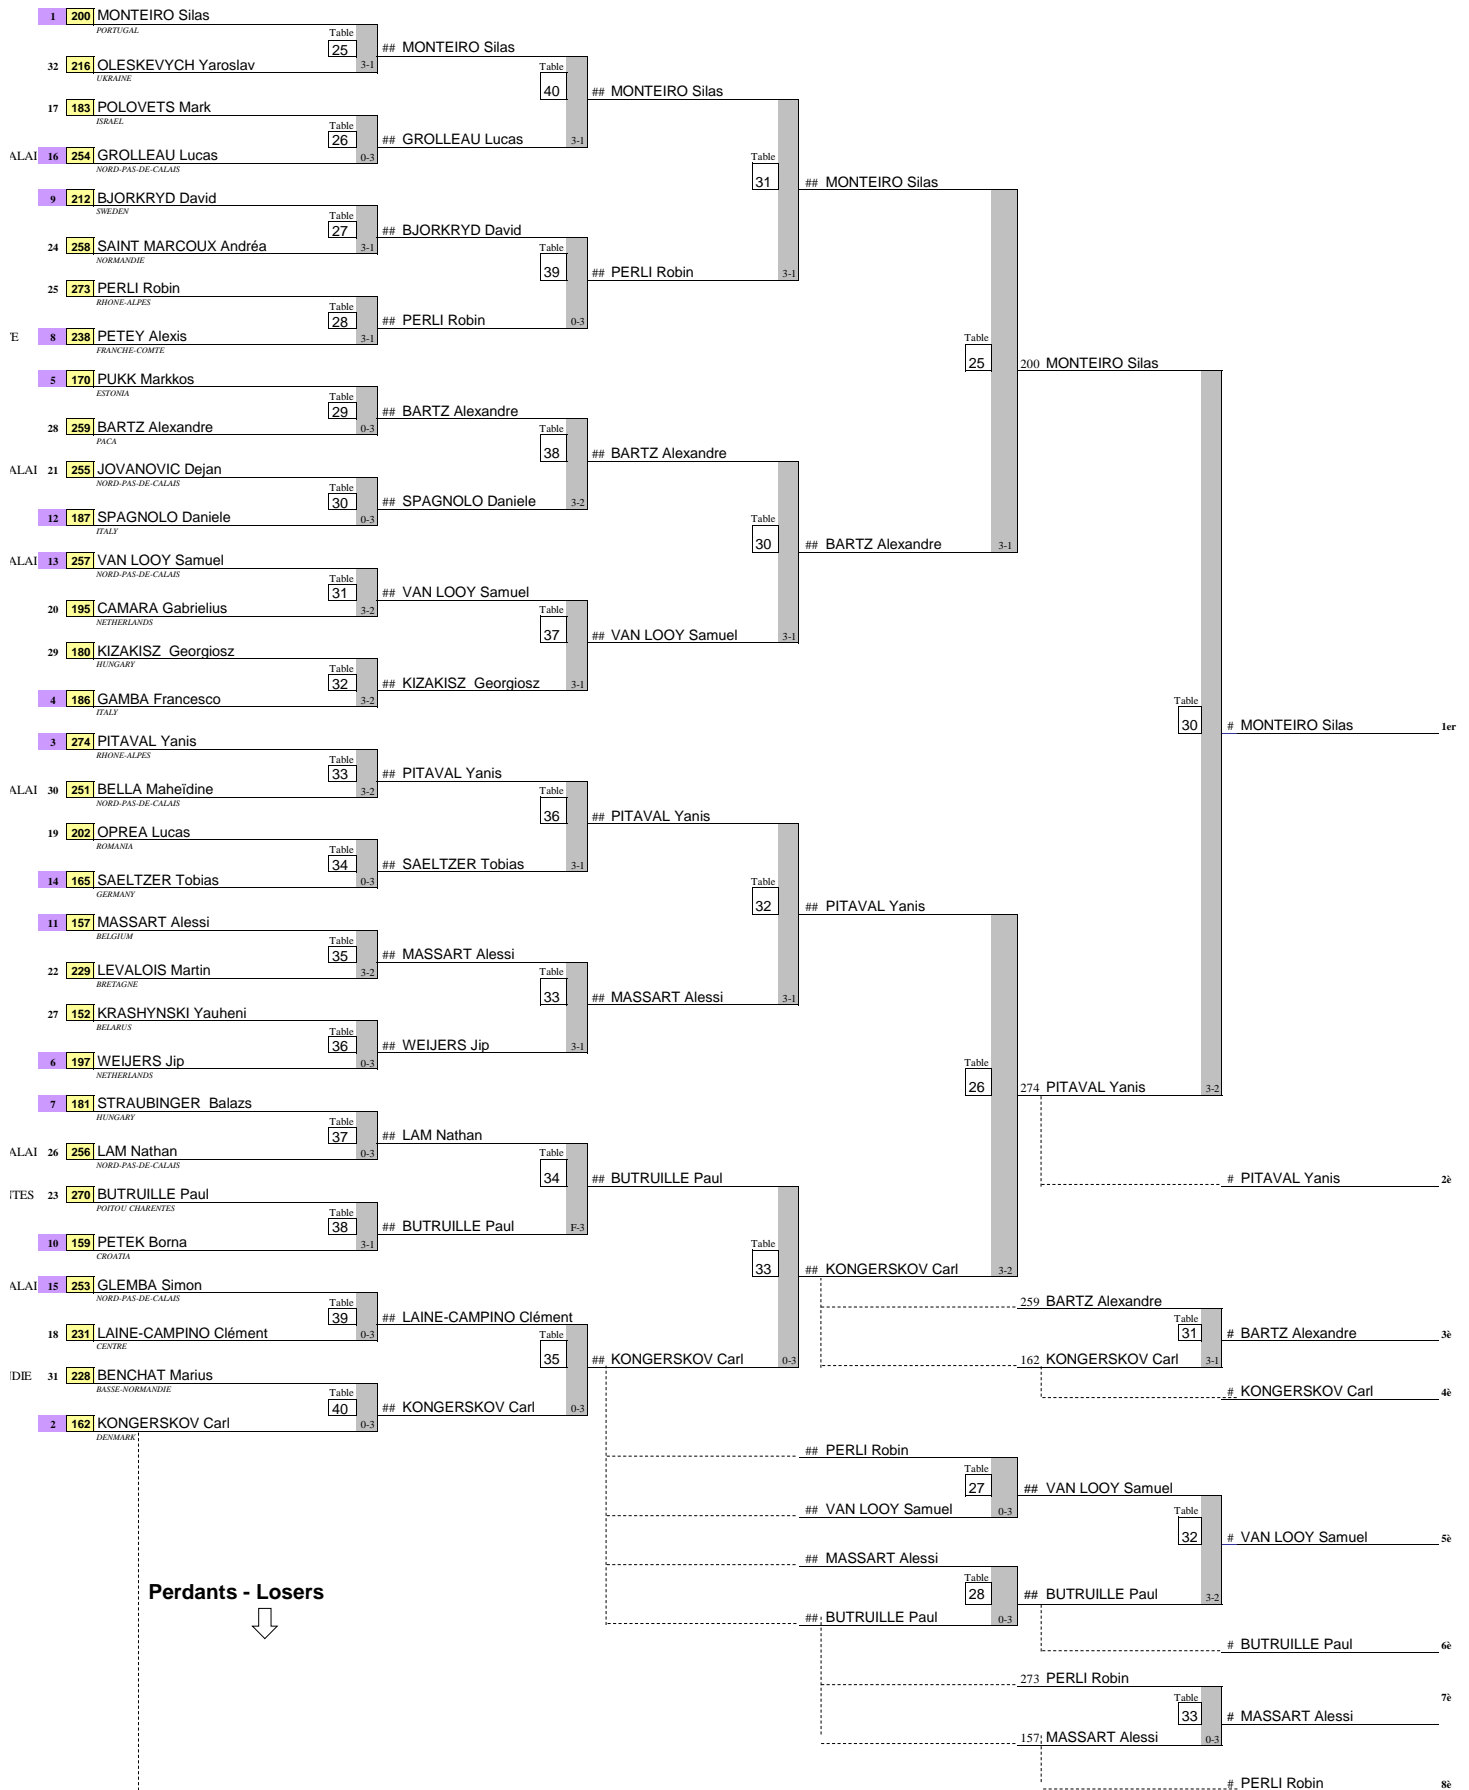 1 200 MONTEIRO Silas
PORTUGAL
Table
25 ## MONTEIRO Silas
32 216 OLESKEVYCH Yaroslav 3-1
UKRAINE
Table
40 ## MONTEIRO Silas
17 183 POLOVETS Mark
ISRAEL
Table
26 ## GROLLEAU Lucas 3-1
ALAI 16 254 GROLLEAU Lucas 0-3
NORD-PAS-DE-CALAIS
Table
31 ## MONTEIRO Silas
9 212 BJORKRYD David
SWEDEN
Table
27 ## BJORKRYD David
24 258 SAINT MARCOUX Andréa 3-1
NORMANDIE
Table
39 ## PERLI Robin 3-1
25 273 PERLI Robin
RHONE-ALPES
Table
28 ## PERLI Robin 0-3
'E 8 238 PETEY Alexis 3-1
FRANCHE-COMTE
Table
25 200 MONTEIRO Silas
5 170 PUKK Markkos
ESTONIA
Table
29 ## BARTZ Alexandre
28 259 BARTZ Alexandre 0-3
PACA
Table
38 ## BARTZ Alexandre
ALAI 21 255 JOVANOVIC Dejan
NORD-PAS-DE-CALAIS
Table
30 ## SPAGNOLO Daniele 3-2
12 187 SPAGNOLO Daniele 0-3
ITALY
Table
30 ## BARTZ Alexandre 3-1
ALAI 13 257 VAN LOOY Samuel
NORD-PAS-DE-CALAIS
Table
31 ## VAN LOOY Samuel
20 195 CAMARA Gabrielius 3-2
NETHERLANDS
Table
37 ## VAN LOOY Samuel 3-1
29 180 KIZAKISZ Georgiosz
HUNGARY
Table
32 ## KIZAKISZ Georgiosz 3-1
4 186 GAMBA Francesco 3-2
ITALY
Table
30 # MONTEIRO Silas 1er
3 274 PITAVAL Yanis
RHONE-ALPES
Table
33 ## PITAVAL Yanis
ALAI 30 251 BELLA Maheïdine 3-2
NORD-PAS-DE-CALAIS
Table
36 ## PITAVAL Yanis
19 202 OPREA Lucas
ROMANIA
Table
34 ## SAELTZER Tobias 3-1
14 165 SAELTZER Tobias 0-3
GERMANY
Table
32 ## PITAVAL Yanis
11 157 MASSART Alessi
BELGIUM
Table
35 ## MASSART Alessi
22 229 LEVALOIS Martin 3-2
BRETAGNE
Table
33 ## MASSART Alessi 3-1
27 152 KRASHYNSKI Yauheni
BELARUS
Table
36 ## WEIJERS Jip 3-1
6 197 WEIJERS Jip 0-3
NETHERLANDS
Table
26 274 PITAVAL Yanis 3-2
7 181 STRAUBINGER Balazs
HUNGARY
Table
37 ## LAM Nathan
ALAI 26 256 LAM Nathan 0-3
NORD-PAS-DE-CALAIS
Table
34 ## BUTRUILLE Paul
# PITAVAL Yanis 2è
ITES 23 270 BUTRUILLE Paul
POITOU CHARENTES
Table
38 ## BUTRUILLE Paul F-3
10 159 PETEK Borna 3-1
CROATIA
Table
33 ## KONGERSKOV Carl 3-2
ALAI 15 253 GLEMBA Simon
NORD-PAS-DE-CALAIS
259 BARTZ Alexandre
Table
39 ## LAINE-CAMPINO Clément
18 231 LAINE-CAMPINO Clément 0-3
CENTRE
Table
31 # BARTZ Alexandre 3è
Table
35 ## KONGERSKOV Carl 0-3
162 KONGERSKOV Carl 3-1
IDIE 31 228 BENCHAT Marius
BASSE-NORMANDIE
# KONGERSKOV Carl 4è
Table
40 ## KONGERSKOV Carl 0-3
2 162 KONGERSKOV Carl 0-3
DENMARK
## PERLI Robin
Table
27 ## VAN LOOY Samuel
## VAN LOOY Samuel 0-3
Table
32 # VAN LOOY Samuel 5è
## MASSART Alessi
Table
28 ## BUTRUILLE Paul 3-2
Perdants - Losers
## BUTRUILLE Paul 0-3
# BUTRUILLE Paul 6è
273 PERLI Robin
7è
Table
33 # MASSART Alessi
157 MASSART Alessi 0-3
# PERLI Robin 8è